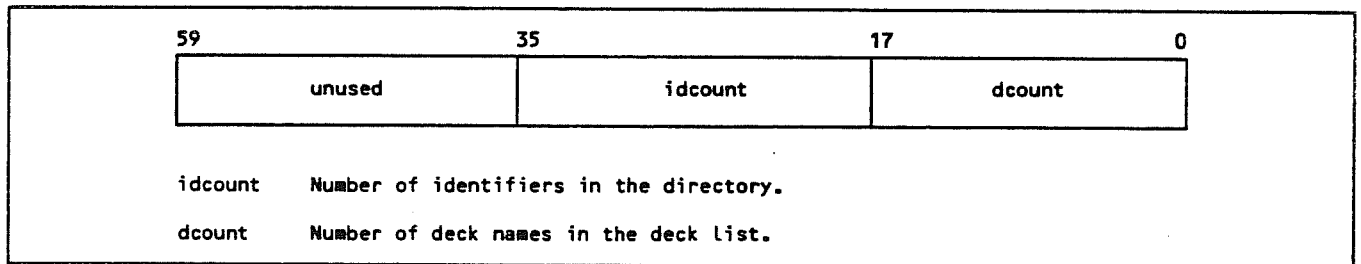 59 35 17 0
unused idcount dcount
idcount Number of identifiers in the directory.
dcount Number of deck names in the deck list.